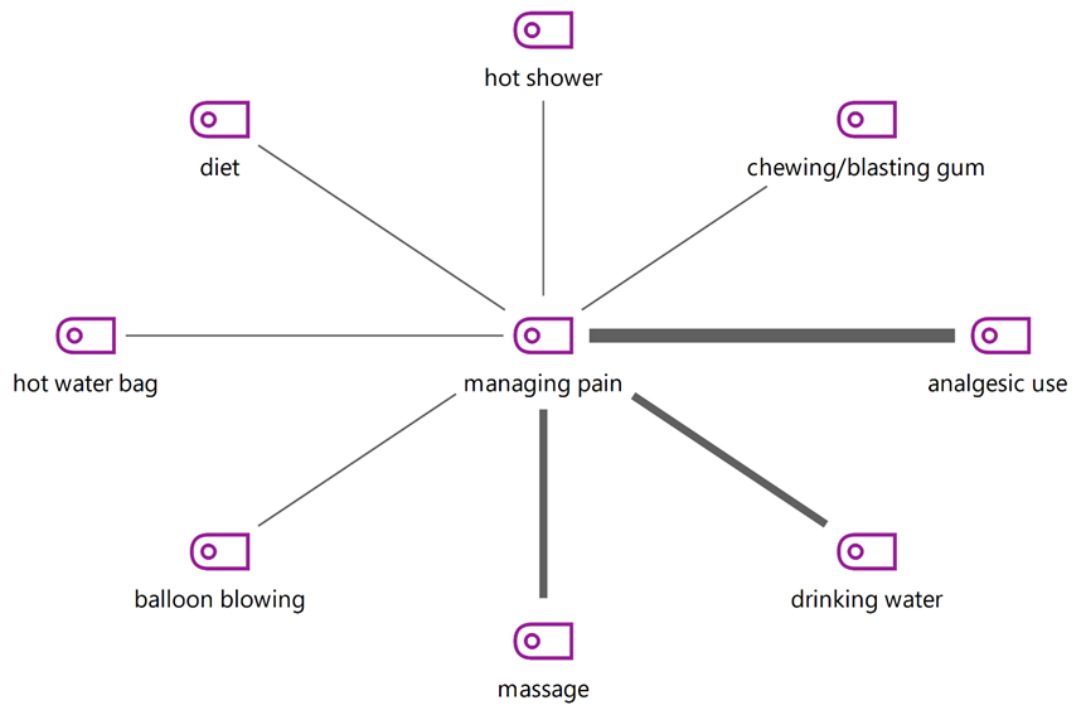 hot shower
diet
chewing/blasting gum
hot water bag
managing pain
analgesic use
balloon blowing
drinking water
massage